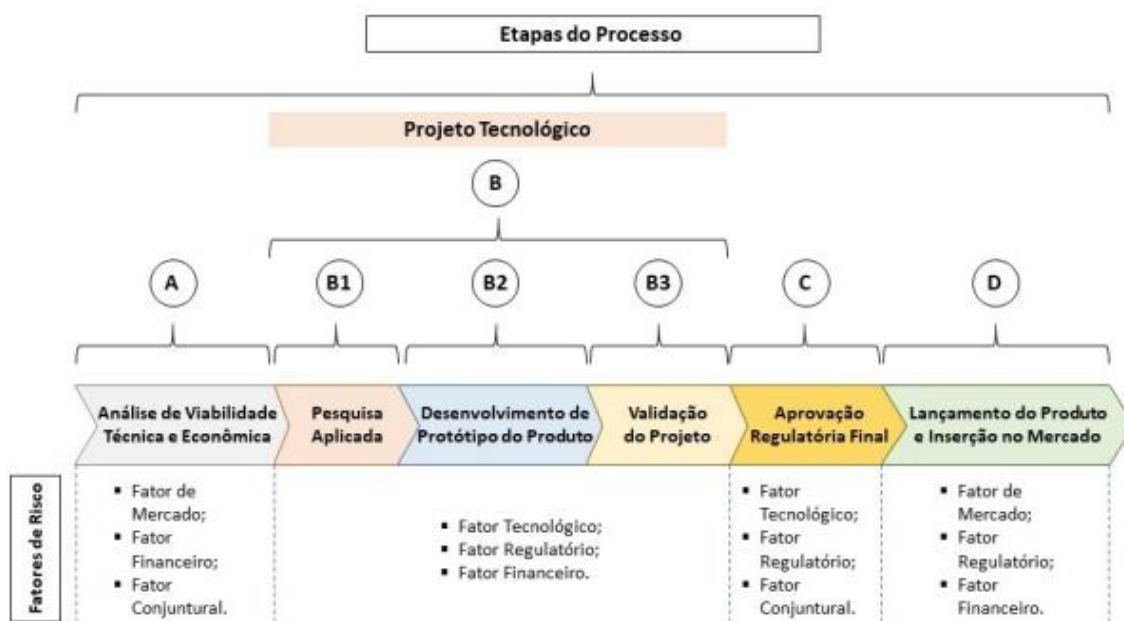 Etapas do Processo
Projeto Tecnológico
B
A
B1
B2
B3
C
D
Análise de Viabilidade
Técnica e Econômica
Pesquisa
Aplicada
Desenvolvimento de
Protótipo do Produto
Validação
do Projeto
Aprovação
Regulatória Final
Lançamento do Produto
e Inserção no Mercado
Fatores de Risco
▪ Fator de
Mercado;
▪ Fator
Financeiro;
▪ Fator
Conjuntural.
▪ Fator Tecnológico;
▪ Fator Regulatório;
▪ Fator Financeiro.
▪ Fator
Tecnológico;
▪ Fator
Regulatório;
▪ Fator
Conjuntural.
▪ Fator de
Mercado;
▪ Fator
Regulatório;
▪ Fator
Financeiro.